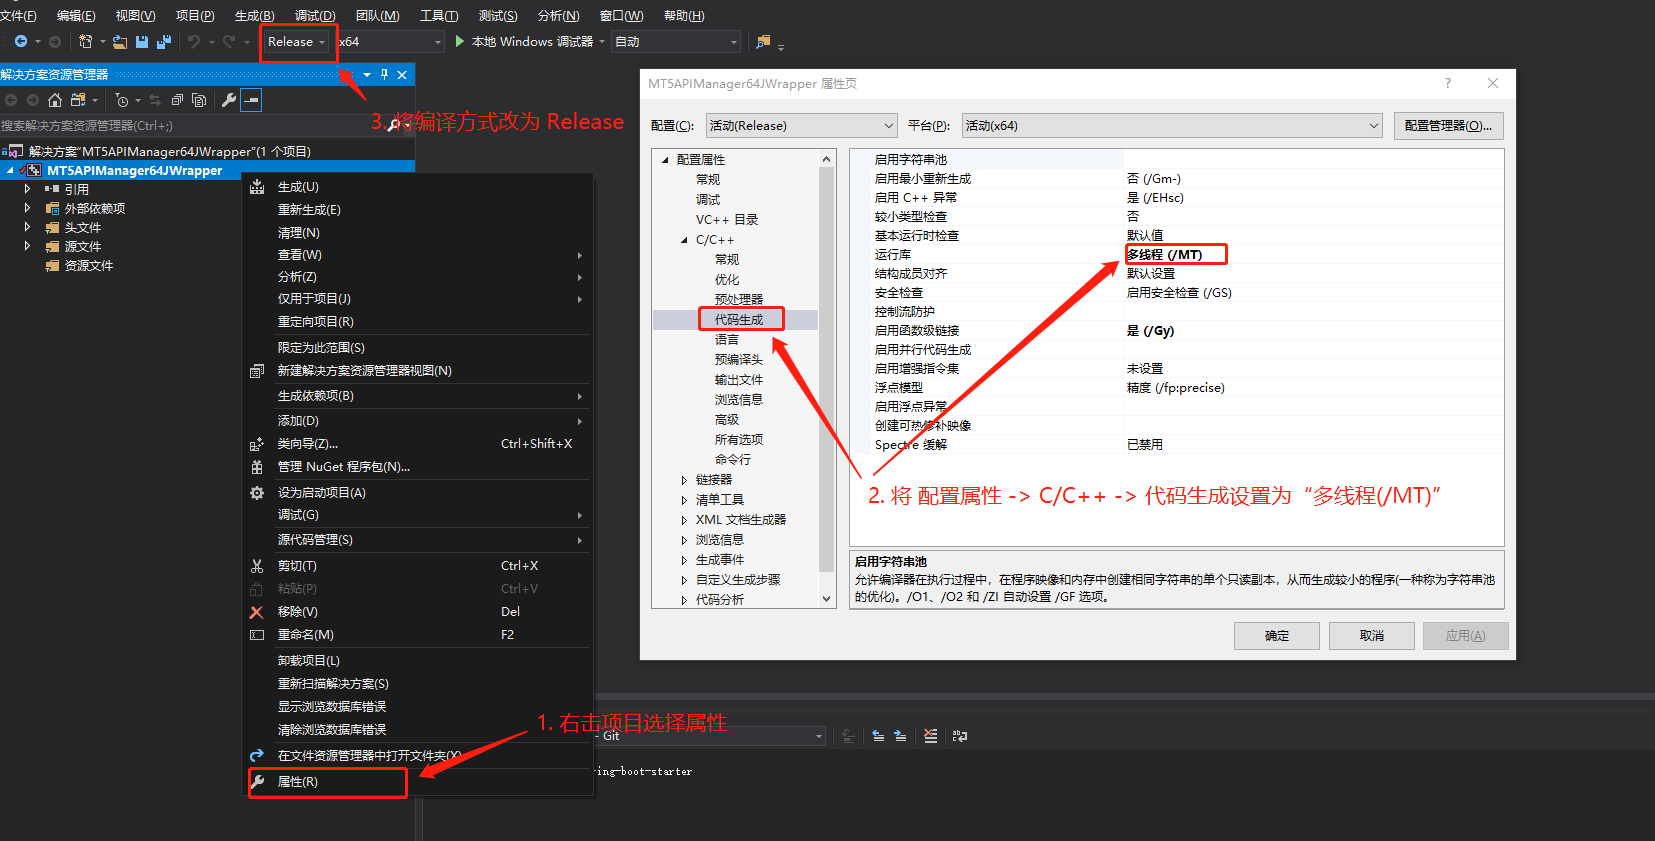 文件(F) 编辑(E) 视图(V) 项目(P) 生成(B) 调试(D) 团队(M) 工具(T) 测试(S) 分析(N) 窗口(W) 帮助(H)
Release x64 本地 Windows 调试器 自动
解决方案资源管理器
3. 将编译方式改为 Release
搜索解决方案资源管理器(Ctrl+;)
解决方案"MT5APIManager64JWrapper"(1 个项目)
MT5APIManager64JWrapper
引用
外部依赖项
头文件
源文件
资源文件
生成(U)
重新生成(E)
清理(N)
查看(W)
分析(Z)
仅用于项目(J)
重定向项目(R)
限定为此范围(S)
新建解决方案资源管理器视图(N)
生成依赖项(B)
添加(D)
类向导(Z)... Ctrl+Shift+X
管理 NuGet 程序包(N)...
设为启动项目(A)
调试(G)
源代码管理(S)
剪切(T) Ctrl+X
粘贴(P) Ctrl+V
移除(V) Del
重命名(M) F2
卸载项目(L)
重新扫描解决方案(S)
显示浏览数据库错误
清除浏览数据库错误
在文件资源管理器中打开文件夹(X)
属性(R)
1. 右击项目选择属性
- Git
ing-boot-starter
MT5APIManager64JWrapper 属性页
配置(C): 活动(Release) 平台(P): 活动(x64) 配置管理器(O)...
配置属性
常规
调试
VC++ 目录
C/C++
常规
优化
预处理器
代码生成
语言
预编译头
输出文件
浏览信息
高级
所有选项
命令行
链接器
清单工具
XML 文档生成器
浏览信息
生成事件
自定义生成步骤
代码分析
启用字符串池
启用最小重新生成 否 (/Gm-)
启用 C++ 异常 是 (/EHsc)
较小类型检查 否
基本运行时检查 默认值
运行库 多线程 (/MT)
结构成员对齐 默认设置
安全检查 启用安全检查 (/GS)
控制流防护
启用函数级链接 是 (/Gy)
启用并行代码生成
启用增强指令集 未设置
浮点模型 精度 (/fp:precise)
启用浮点异常
创建可热修补映像
Spectre 缓解 已禁用
2. 将 配置属性 -> C/C++ -> 代码生成设置为“多线程(/MT)”
启用字符串池
允许编译器在执行过程中，在程序映像和内存中创建相同字符串的单个只读副本，从而生成较小的程序(一种称为字符串池
的优化)。/O1、/O2 和 /ZI 自动设置 /GF 选项。
确定 取消 应用(A)